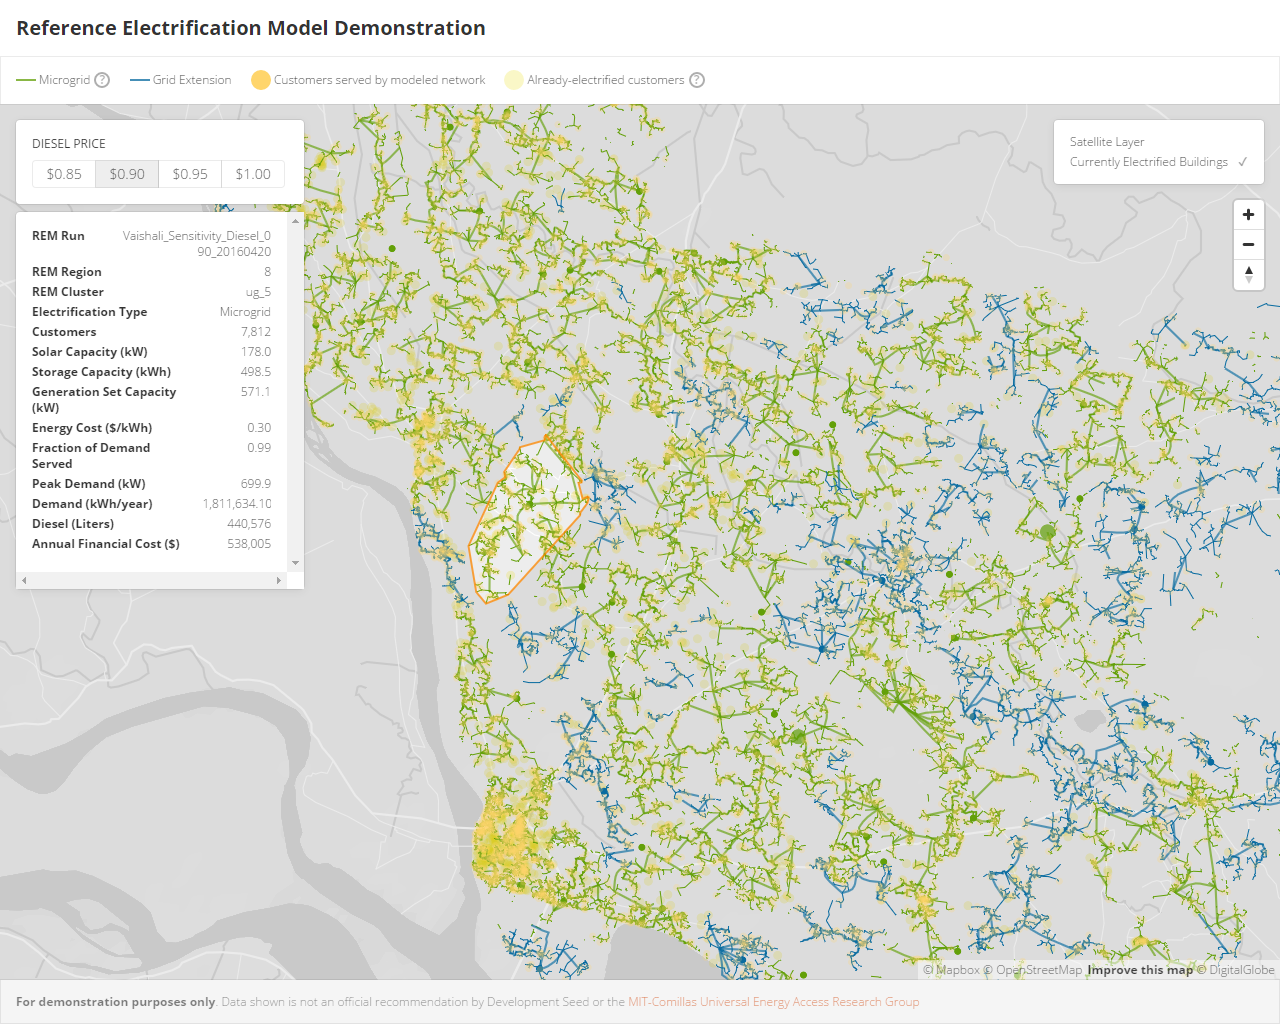 Reference Electrification Model Demonstration
Microgrid ? Grid Extension Customers served by modeled network Already-electrified customers ?
DIESEL PRICE
$0.85 $0.90 $0.95 $1.00
Satellite Layer
Currently Electrified Buildings ✓
REM Run Vaishali_Sensitivity_Diesel_0
90_20160420
REM Region 8
REM Cluster ug_5
Electrification Type Microgrid
Customers 7,812
Solar Capacity (kW) 178.0
Storage Capacity (kWh) 498.5
Generation Set Capacity 571.1
(kW)
Energy Cost ($/kWh) 0.30
Fraction of Demand 0.99
Served
Peak Demand (kW) 699.9
Demand (kWh/year) 1,811,634.10
Diesel (Liters) 440,576
Annual Financial Cost ($) 538,005
© Mapbox © OpenStreetMap Improve this map © DigitalGlobe
For demonstration purposes only. Data shown is not an official recommendation by Development Seed or the MIT-Comillas Universal Energy Access Research Group